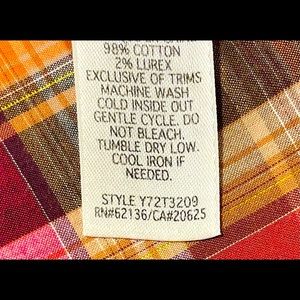 98% COTTON
2% LUREX
EXCLUSIVE OF TRIMS
MACHINE WASH
COLD INSIDE OUT
GENTLE CYCLE. DO
NOT BLEACH.
TUMBLE DRY LOW.
COOL IRON IF
NEEDED.
STYLE Y72T3209
RN#62136/CA#20625